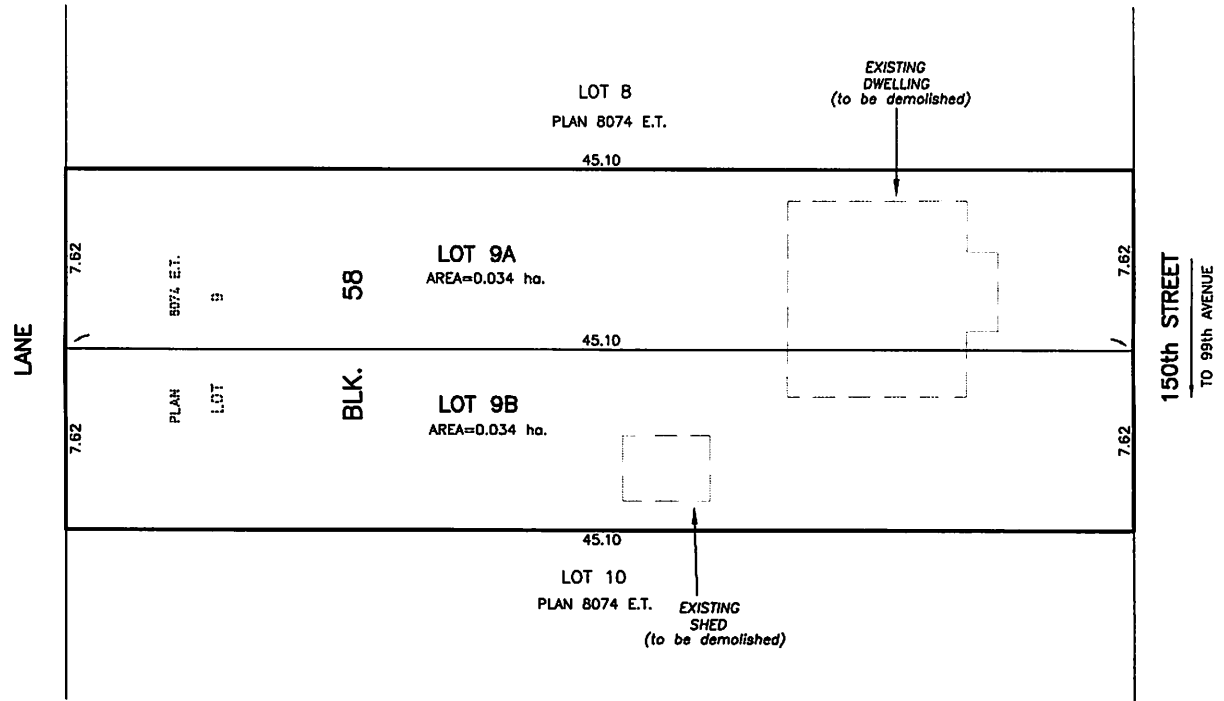 EXISTING
DWELLING
(to be demolished)
LOT 8
PLAN 8074 E.T.
45.10
LANE
7.62
PLAN 8074 E.T.
LOT 9
BLK. 58
LOT 9A
AREA=0.034 ha.
7.62
150th STREET
TO 99th AVENUE
45.10
7.62
LOT 9B
AREA=0.034 ha.
7.62
45.10
LOT 10
PLAN 8074 E.T.
EXISTING
SHED
(to be demolished)